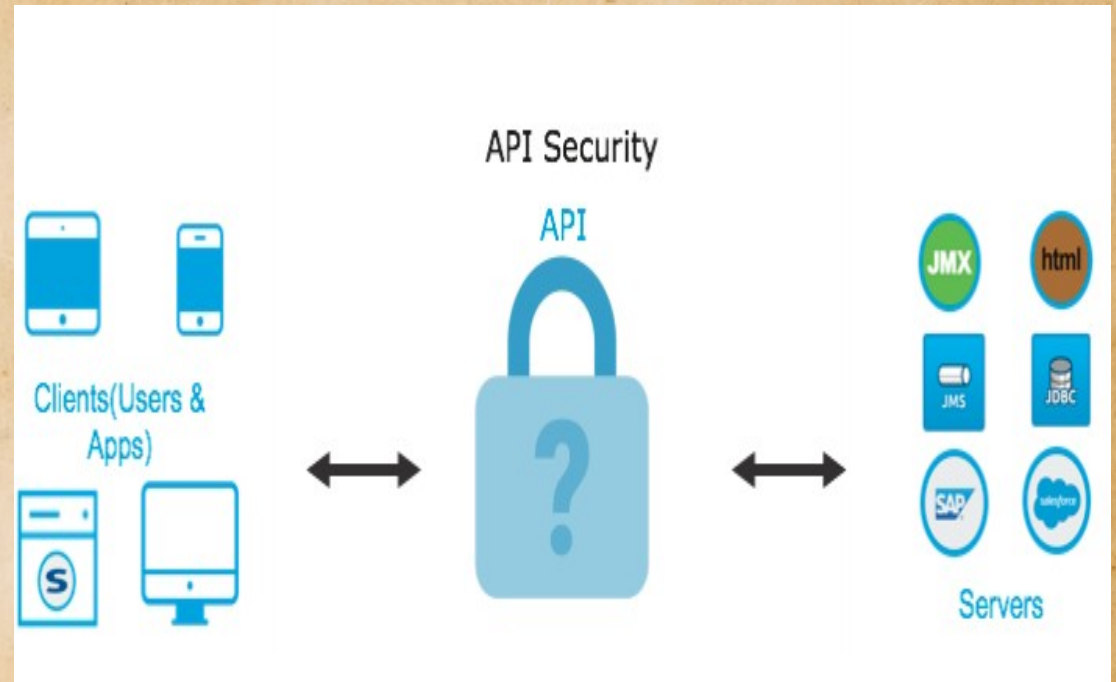 API Security
API
?
Clients(Users &
Apps)
S
JMX
html
JMS
JDBC
SAP
salesforce
Servers